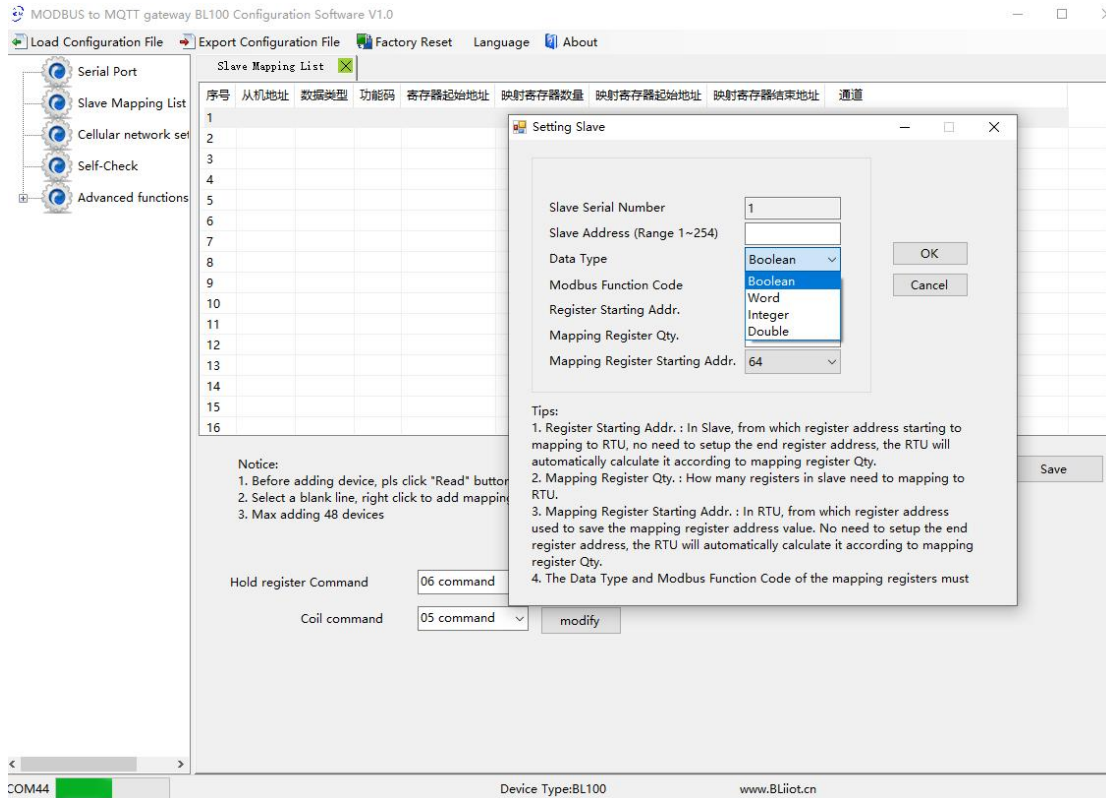 MODBUS to MQTT gateway BL100 Configuration Software V1.0
Load Configuration File Export Configuration File Factory Reset Language About
Serial Port
Slave Mapping List
Cellular network set
Self-Check
Advanced functions
Slave Mapping List
序号 从机地址 数据类型 功能码 寄存器起始地址 映射寄存器数量 映射寄存器起始地址 映射寄存器结束地址 通道
1
2
3
4
5
6
7
8
9
10
11
12
13
14
15
16
Notice:
1. Before adding device, pls click "Read" button
2. Select a blank line, right click to add mapping
3. Max adding 48 devices
Hold register Command 06 command
Coil command 05 command modify
Save
Setting Slave
Slave Serial Number 1
Slave Address (Range 1~254)
Data Type Boolean
Modbus Function Code
Register Starting Addr.
Mapping Register Qty.
Mapping Register Starting Addr. 64
Boolean
Word
Integer
Double
OK
Cancel
Tips:
1. Register Starting Addr. : In Slave, from which register address starting to
mapping to RTU, no need to setup the end register address, the RTU will
automatically calculate it according to mapping register Qty.
2. Mapping Register Qty. : How many registers in slave need to mapping to
RTU.
3. Mapping Register Starting Addr. : In RTU, from which register address
used to save the mapping register address value. No need to setup the end
register address, the RTU will automatically calculate it according to mapping
register Qty.
4. The Data Type and Modbus Function Code of the mapping registers must
COM44 Device Type:BL100 www.BLiiot.cn